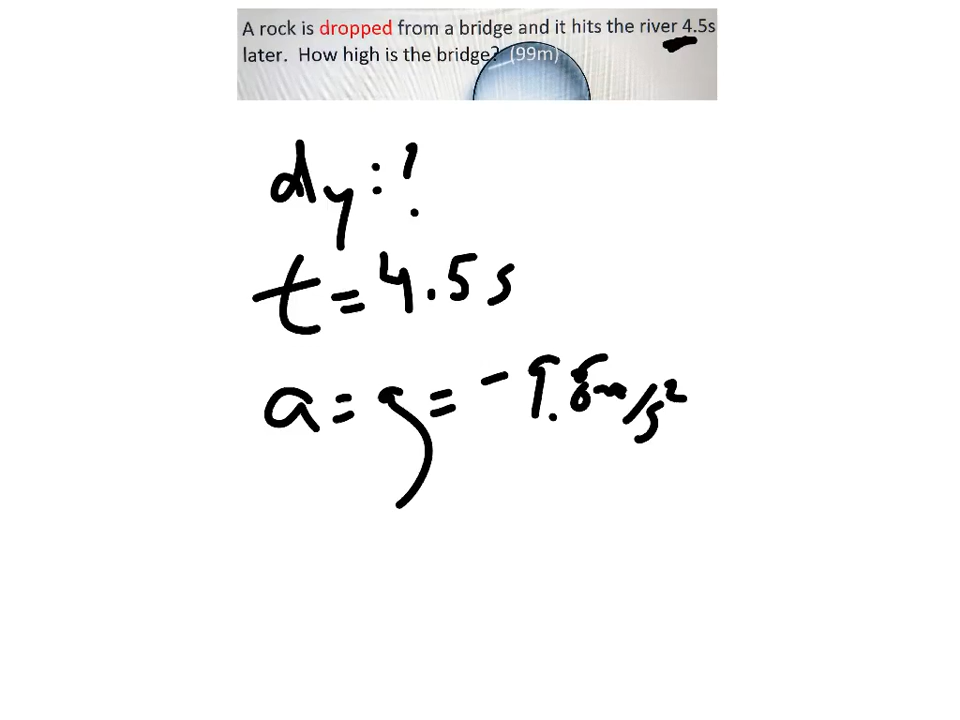 A rock is dropped from a bridge and it hits the river 4.5s
later. How high is the bridge? (99m)
dy: ?
t = 4.5 s
a = g = - 9.8m/s²